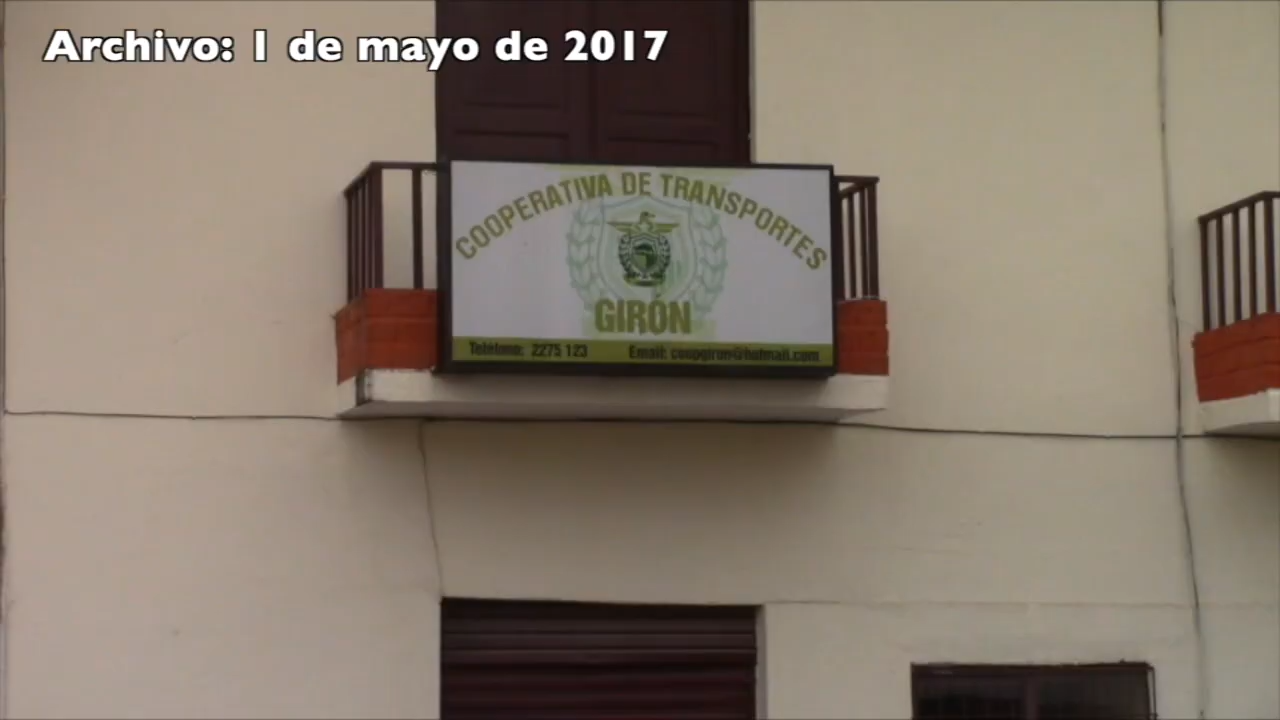 Archivo: 1 de mayo de 2017
COOPERATIVA DE TRANSPORTES
GIRÓN
Teléfono: 2275 123 Email: coopgiron@hotmail.com